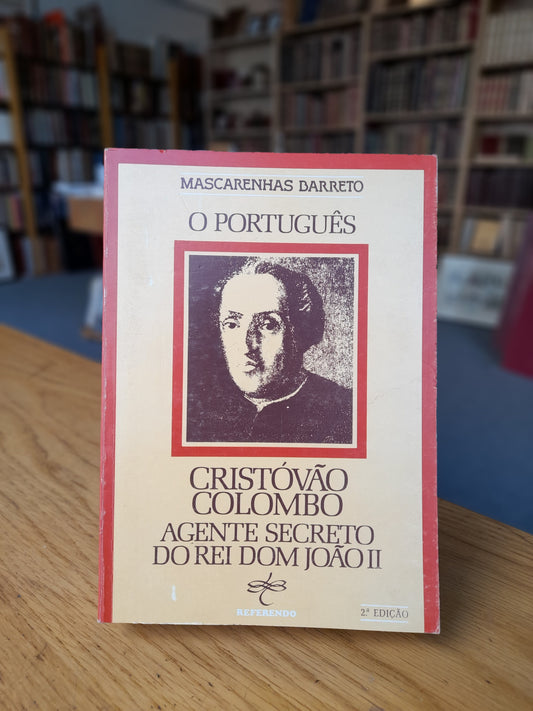 MASCARENHAS BARRETO
O PORTUGUÊS
CRISTÓVÃO
COLOMBO
AGENTE SECRETO
DO REI DOM JOÃO II
REFERENDO
2.ª EDIÇÃO